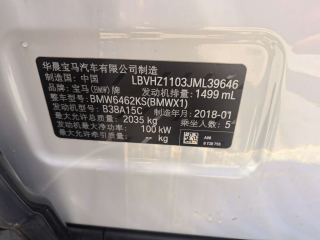 华晨宝马汽车有限公司制造
制造国: 中国 LBVHZ1103JML39646
品牌: 宝马(BMW)牌 发动机排量: 1499 mL
整车型号: BMW6462KS(BMWX1)
发动机型号: B38A15C 制造年月: 2018-01
最大允许总质量: 2035 kg 乘坐人数: 5
发动机最大净功率: 100 kW
kg